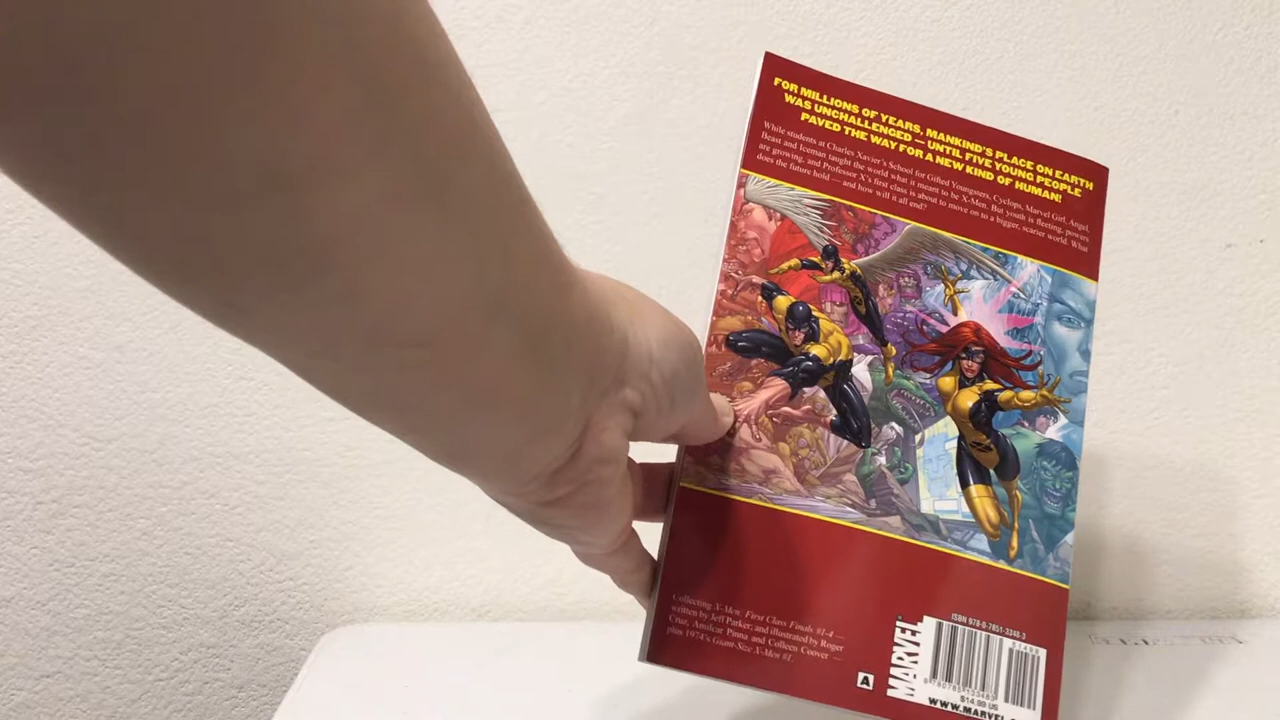 FOR MILLIONS OF YEARS, MANKIND'S PLACE ON EARTH
WAS UNCHALLENGED — UNTIL FIVE YOUNG PEOPLE
PAVED THE WAY FOR A NEW KIND OF HUMAN!
While students at Charles Xavier's School for Gifted Youngsters, Cyclops, Marvel Girl, Angel,
Beast and Iceman taught the world what it meant to be X-Men. But youth is fleeting, powers
are growing, and Professor X's first class is about to move on to a bigger, scarier world. What
does the future hold — and how will it all end?
Collecting X-Men: First Class Finals #1-4 —
written by Jeff Parker; and illustrated by Roger
Cruz, Amilcar Pinna and Colleen Coover —
plus 1974's Giant-Size X-Men #1.
A
MARVEL
ISBN 978-0-7851-3348-3
51499
9 780785 133483
$14.99 US
WWW.MARVEL.